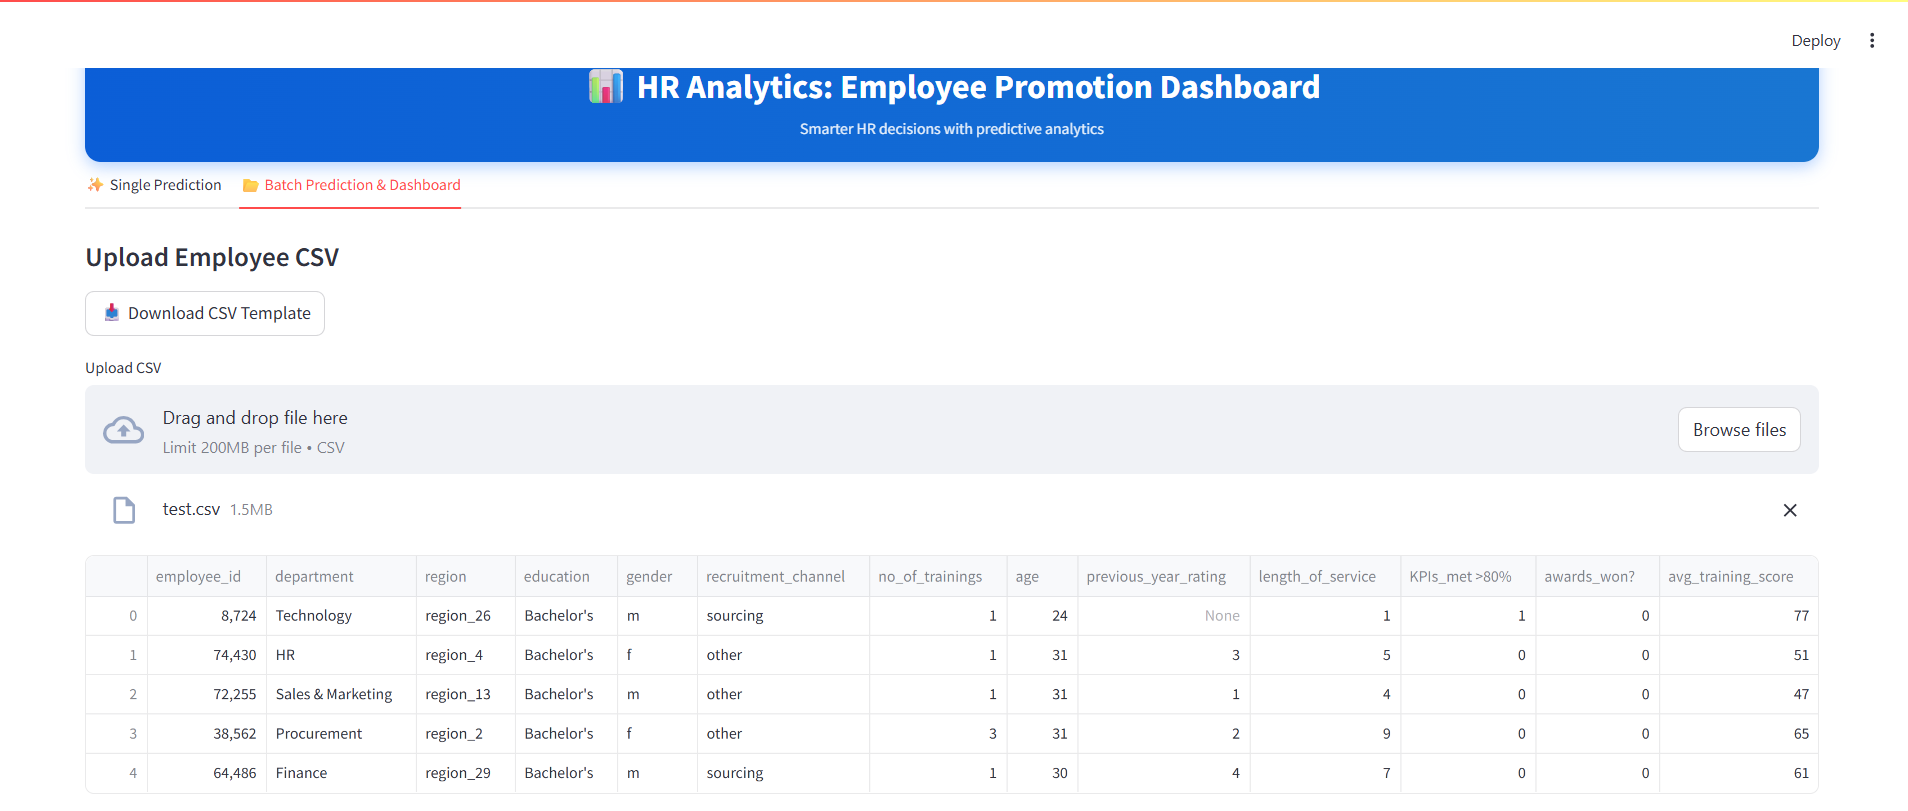 Deploy
HR Analytics: Employee Promotion Dashboard
Smarter HR decisions with predictive analytics
Single Prediction Batch Prediction & Dashboard
Upload Employee CSV
Download CSV Template
Upload CSV
Drag and drop file here
Limit 200MB per file • CSV
Browse files
test.csv 1.5MB
employee_id department region education gender recruitment_channel no_of_trainings age previous_year_rating length_of_service KPIs_met >80% awards_won? avg_training_score
0 8,724 Technology region_26 Bachelor's m sourcing 1 24 None 1 1 0 77
1 74,430 HR region_4 Bachelor's f other 1 31 3 5 0 0 51
2 72,255 Sales & Marketing region_13 Bachelor's m other 1 31 1 4 0 0 47
3 38,562 Procurement region_2 Bachelor's f other 3 31 2 9 0 0 65
4 64,486 Finance region_29 Bachelor's m sourcing 1 30 4 7 0 0 61